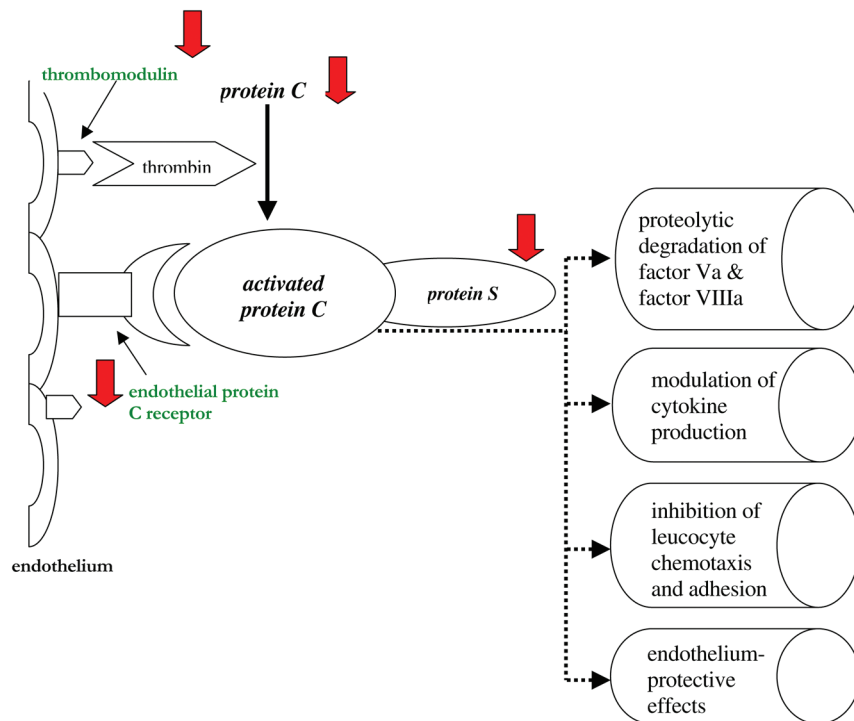 thrombomodulin
protein C
thrombin
activated
protein C
protein S
endothelial protein
C receptor
endothelium
proteolytic
degradation of
factor Va &
factor VIIIa
modulation of
cytokine
production
inhibition of
leucocyte
chemotaxis
and adhesion
endothelium-
protective
effects